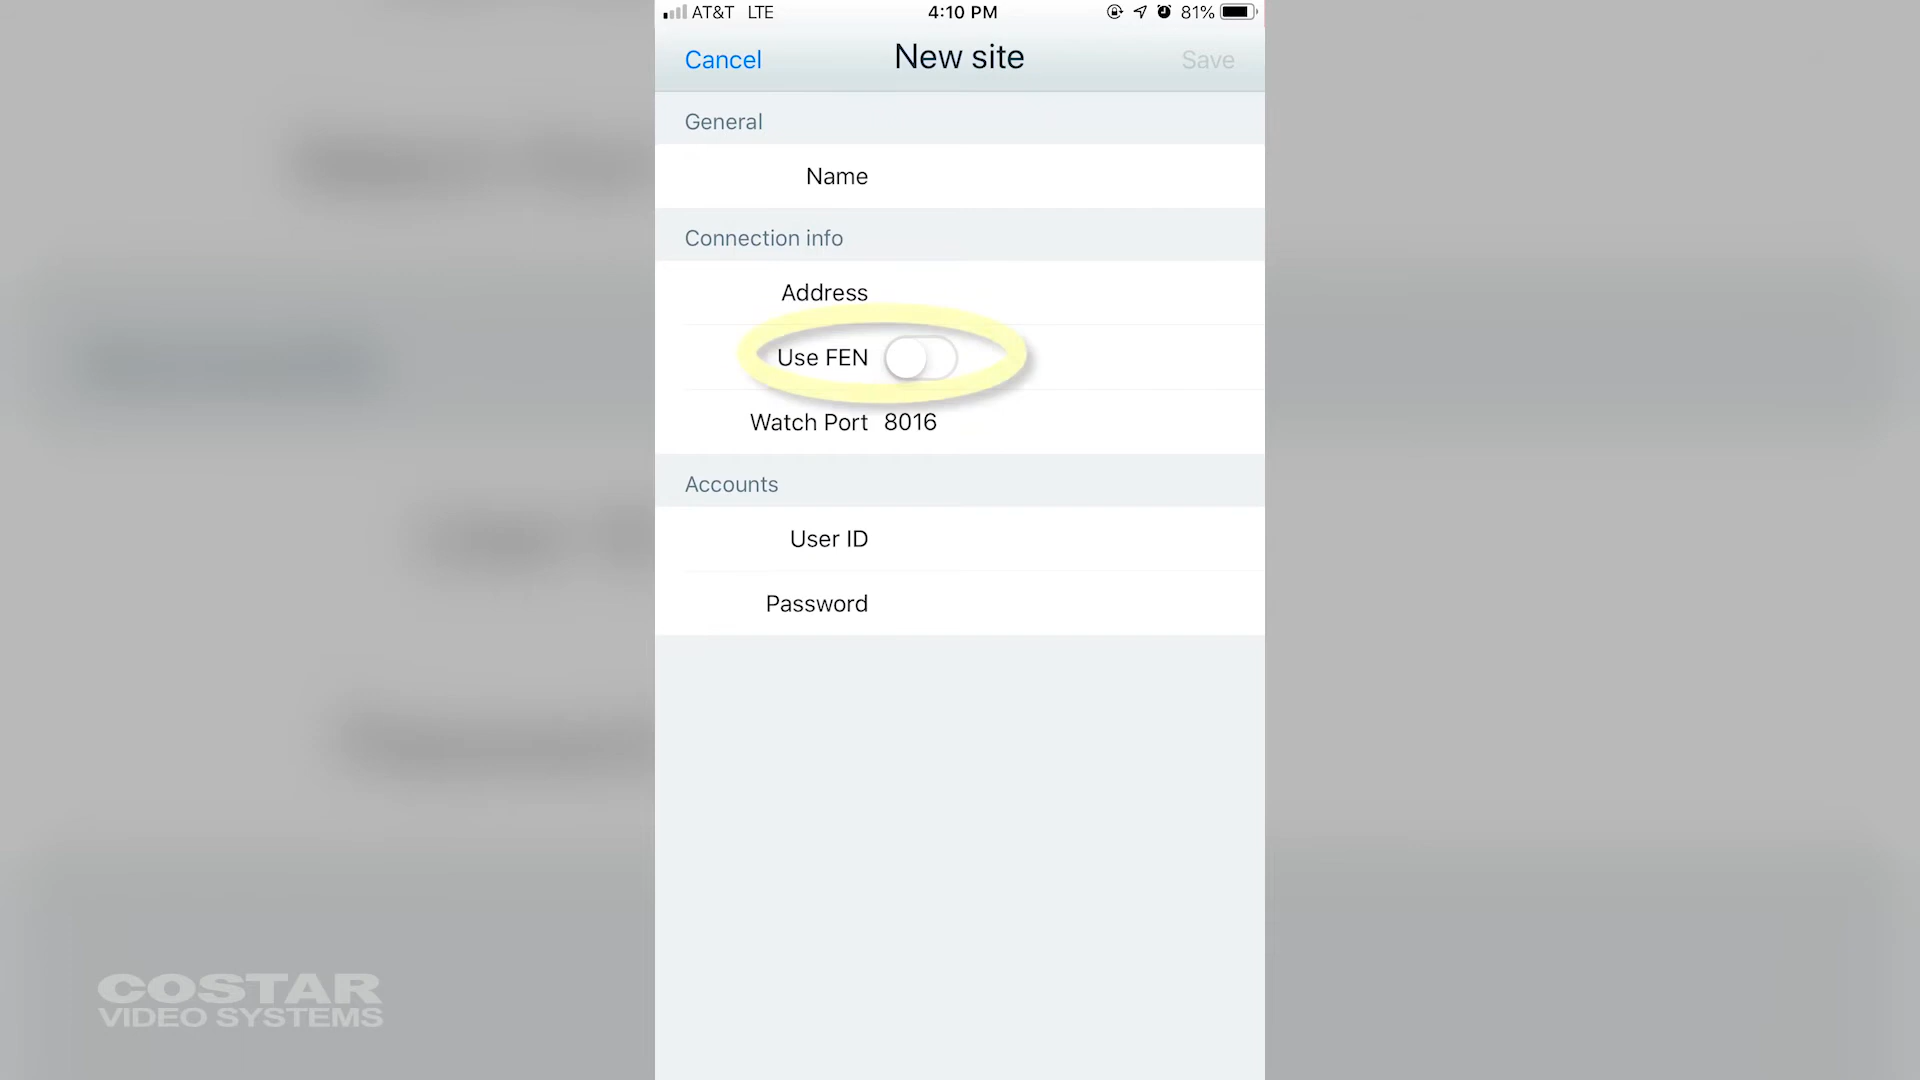 AT&T LTE 4:10 PM 81%
Cancel New site Save
General
Name
Connection info
Address
Use FEN
Watch Port 8016
Accounts
User ID
Password
COSTAR
VIDEO SYSTEMS